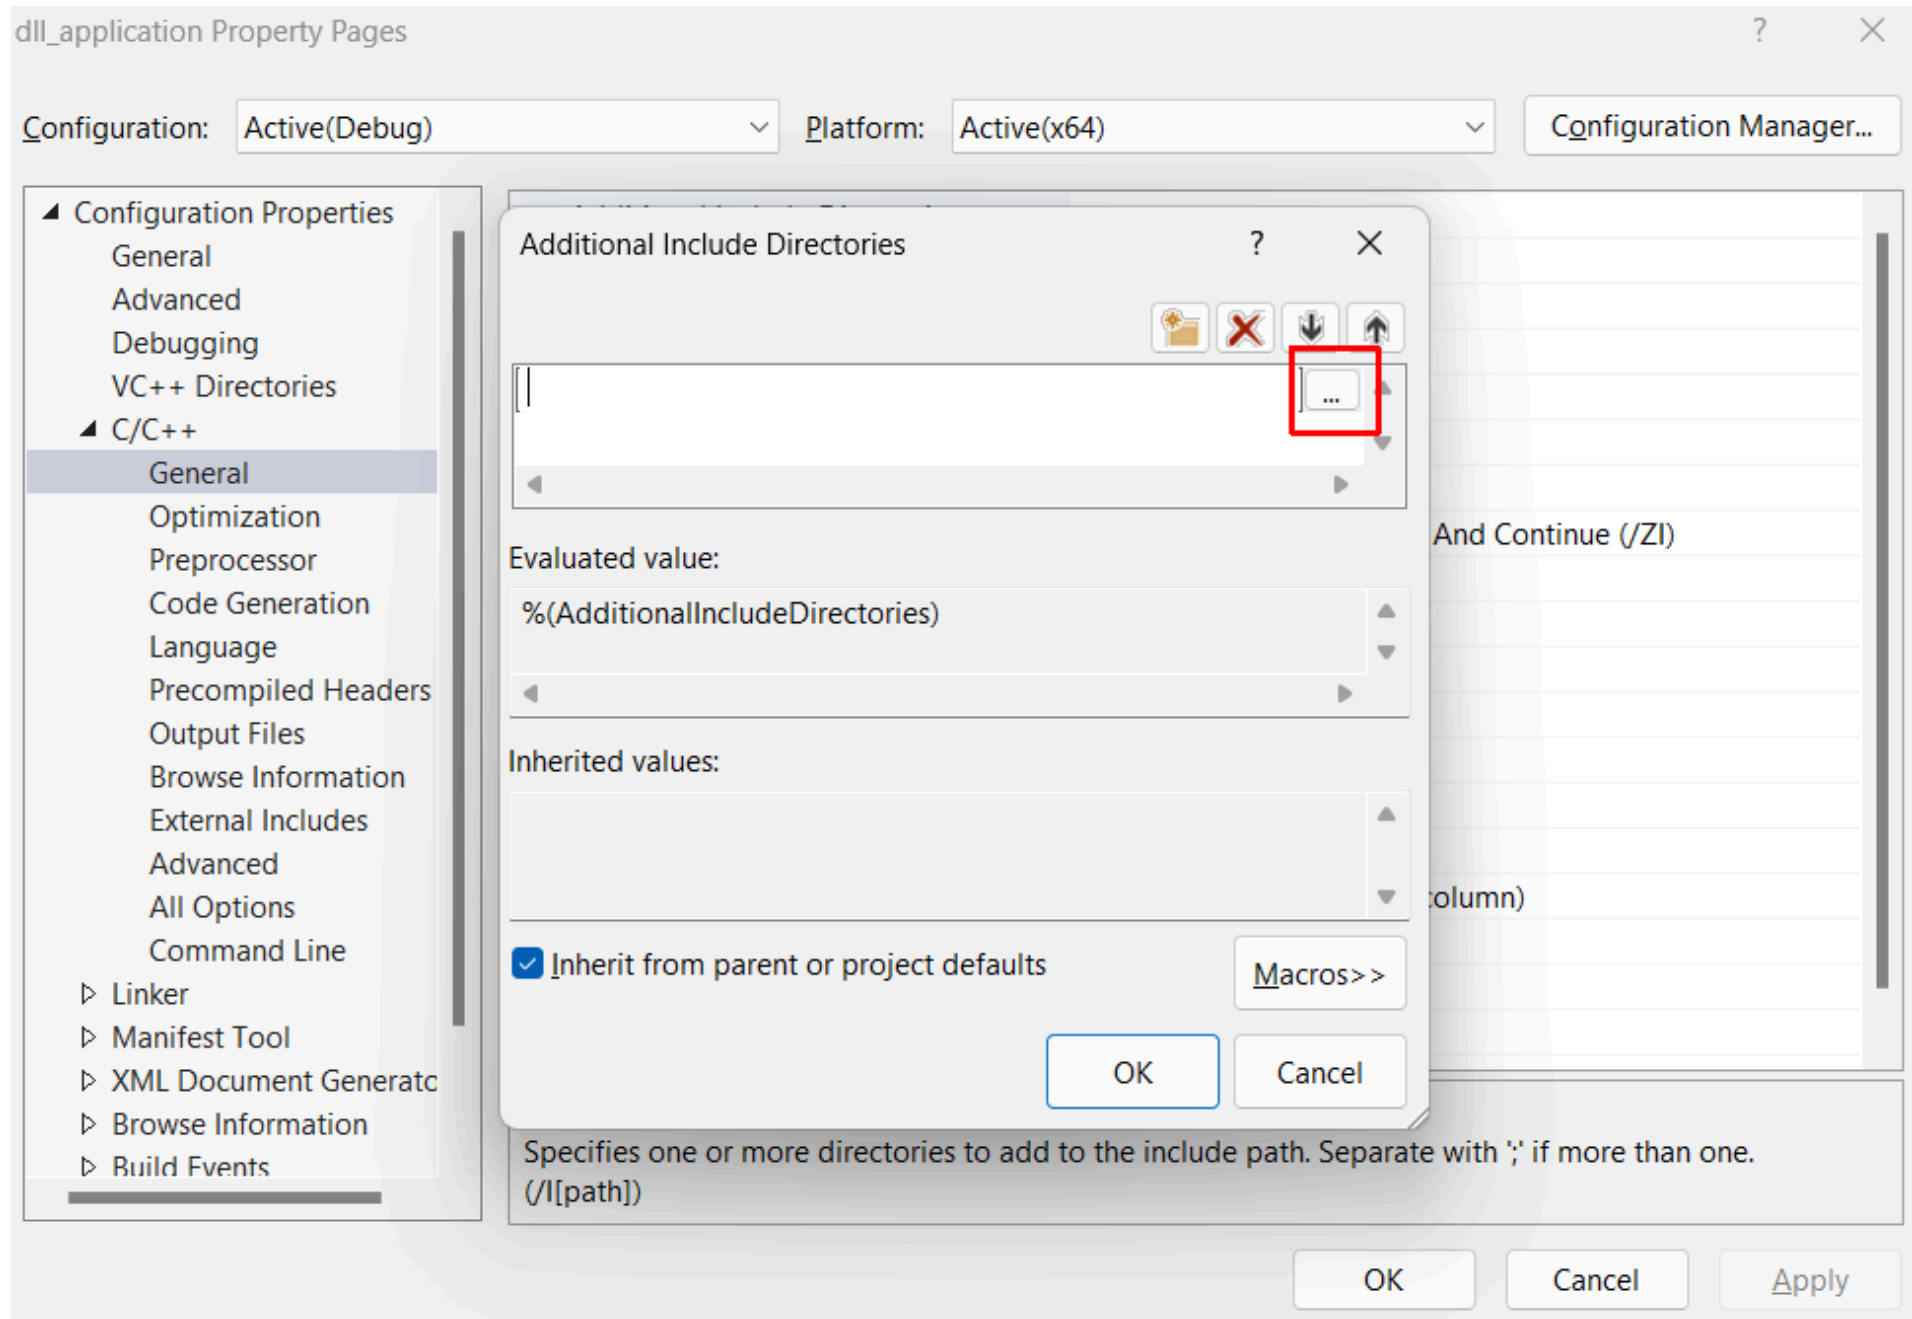 dll_application Property Pages
?
Configuration: Active(Debug) Platform: Active(x64) Configuration Manager...
Configuration Properties
General
Advanced
Debugging
VC++ Directories
C/C++
General
Optimization
Preprocessor
Code Generation
Language
Precompiled Headers
Output Files
Browse Information
External Includes
Advanced
All Options
Command Line
Linker
Manifest Tool
XML Document Generato
Browse Information
Build Events
Additional Include Directories
?
...
Evaluated value:
%(AdditionalIncludeDirectories)
Inherited values:
Inherit from parent or project defaults
Macros>>
OK Cancel
And Continue (/ZI)
column)
Specifies one or more directories to add to the include path. Separate with ';' if more than one.
(/I[path])
OK Cancel Apply